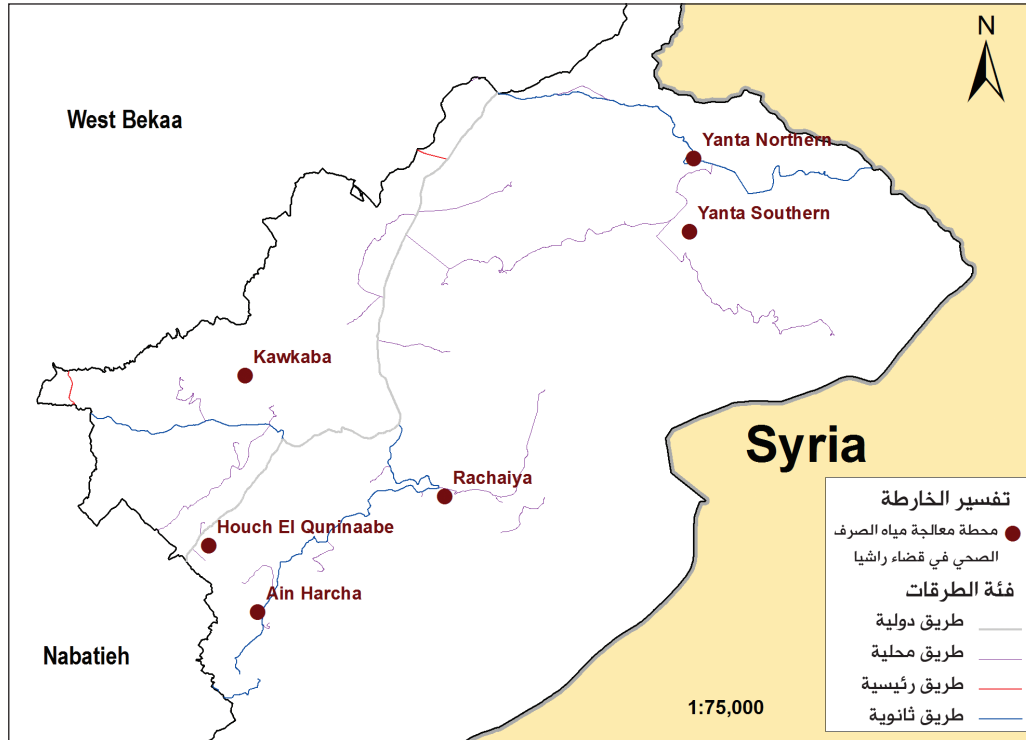 N
West Bekaa
Yanta Northern
Yanta Southern
Kawkaba
Syria
Rachaiya
Houch El Quninaabe
Ain Harcha
Nabatieh
1:75,000
تفسير الخارطة
محطة معالجة مياه الصرف
الصحي في قضاء راشيا
فئة الطرقات
طريق دولية
طريق محلية
طريق رئيسية
طريق ثانوية